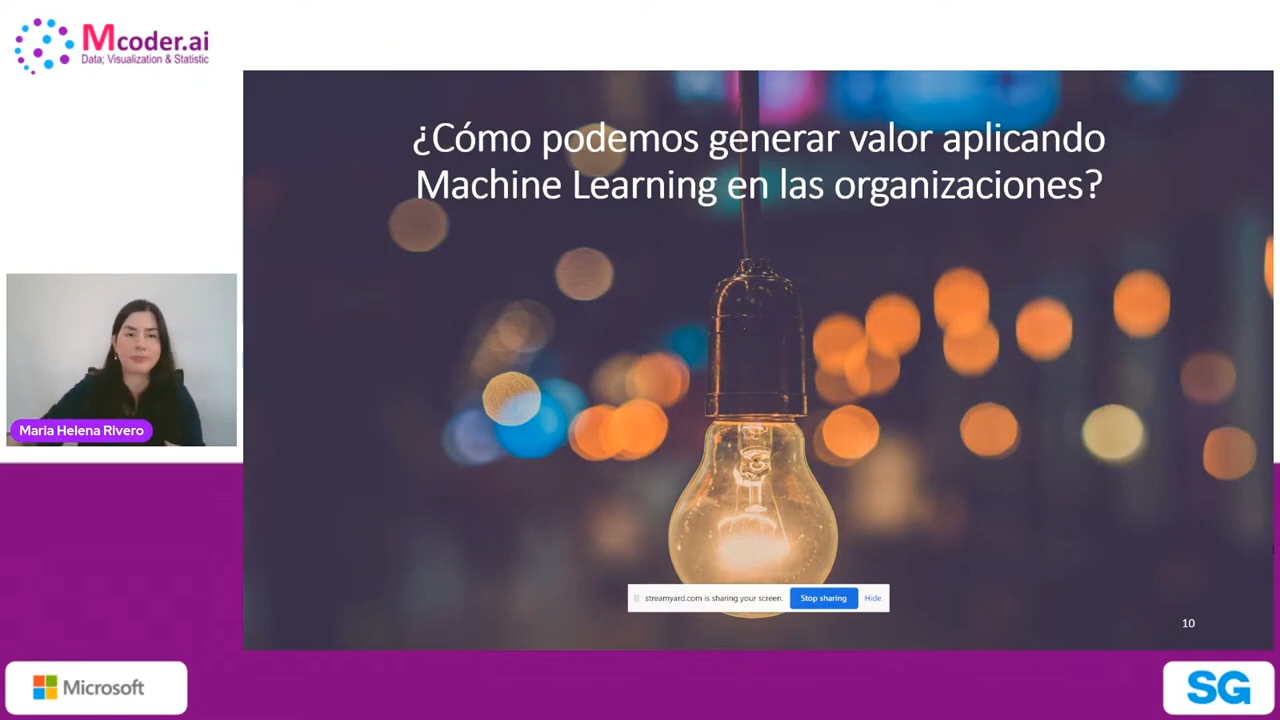 Mcoder.ai
Data; Visualization & Statistic
¿Cómo podemos generar valor aplicando
Machine Learning en las organizaciones?
Maria Helena Rivero
streamyard.com is sharing your screen.
Stop sharing
Hide
10
Microsoft
SG